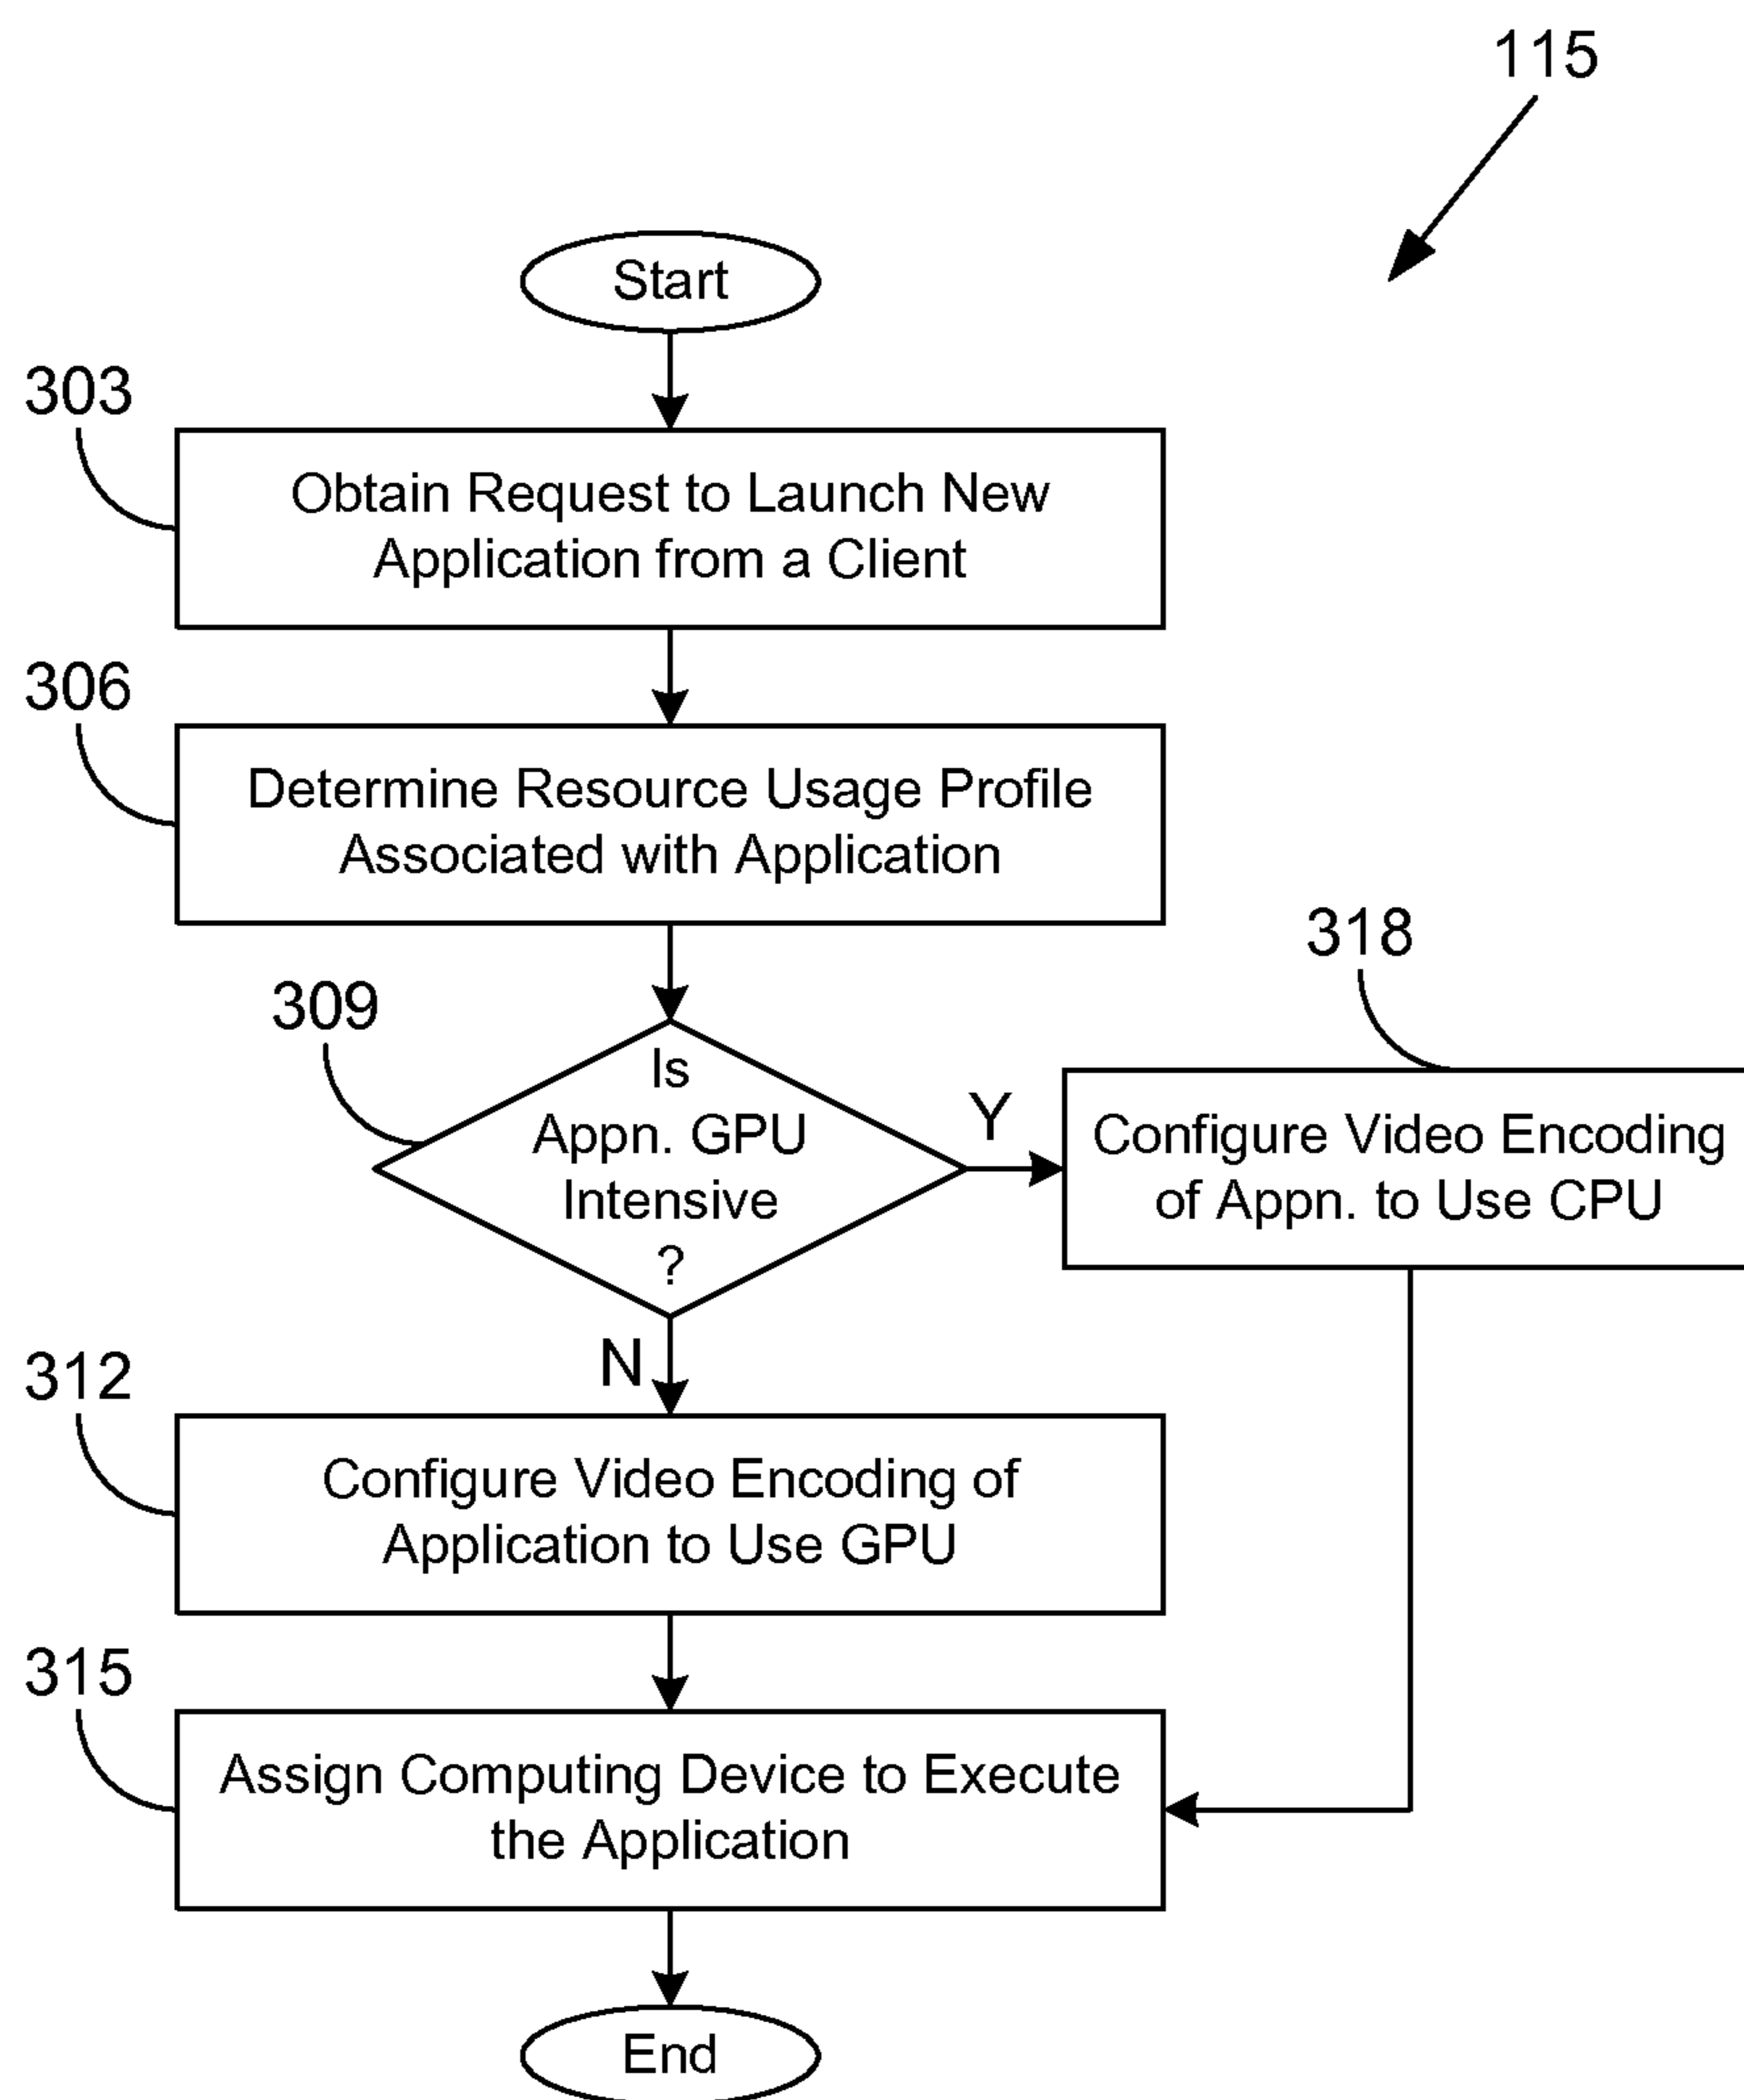 115
Start
303
Obtain Request to Launch New
Application from a Client
306
Determine Resource Usage Profile
Associated with Application
309
Is
Appn. GPU
Intensive
?
Y
318
Configure Video Encoding
of Appn. to Use CPU
N
312
Configure Video Encoding of
Application to Use GPU
315
Assign Computing Device to Execute
the Application
End